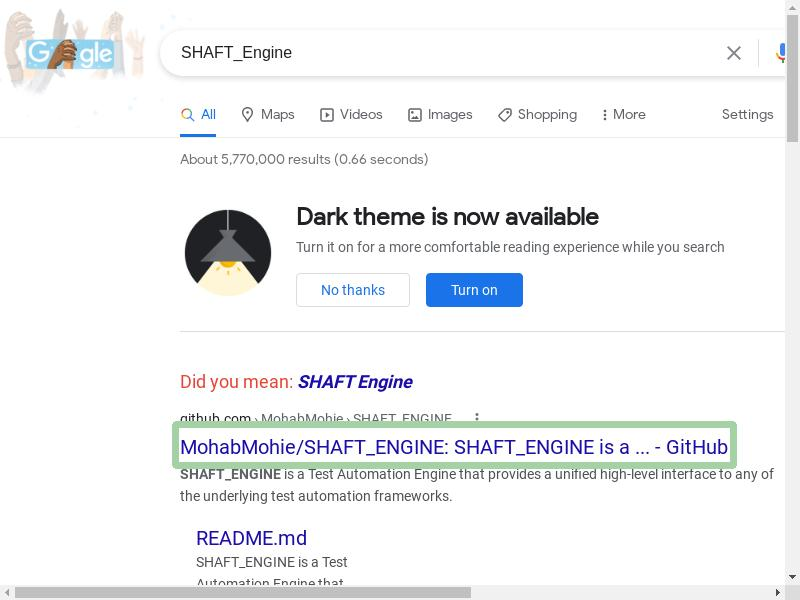 Google
SHAFT_Engine
All Maps Videos Images Shopping More Settings
About 5,770,000 results (0.66 seconds)
Dark theme is now available
Turn it on for a more comfortable reading experience while you search
No thanks Turn on
Did you mean: SHAFT Engine
github.com › MohabMohie › SHAFT_ENGINE
MohabMohie/SHAFT_ENGINE: SHAFT_ENGINE is a ... - GitHub
SHAFT_ENGINE is a Test Automation Engine that provides a unified high-level interface to any of
the underlying test automation frameworks.
README.md
SHAFT_ENGINE is a Test
Automation Engine that